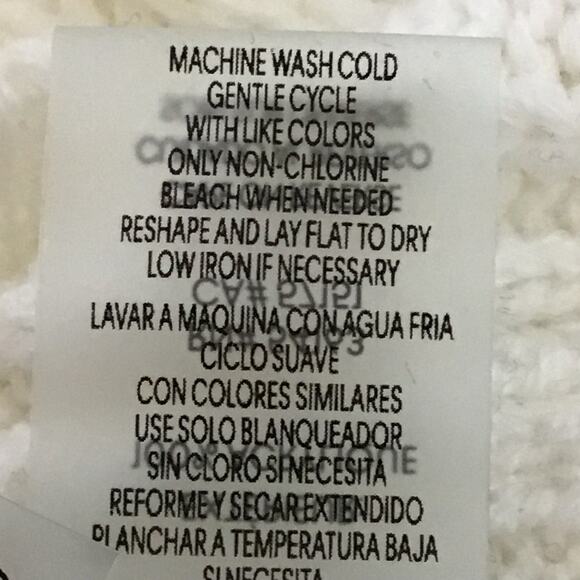 MACHINE WASH COLD
GENTLE CYCLE
WITH LIKE COLORS
ONLY NON-CHLORINE
BLEACH WHEN NEEDED
RESHAPE AND LAY FLAT TO DRY
LOW IRON IF NECESSARY
LAVAR A MAQUINA CON AGUA FRIA
CICLO SUAVE
CON COLORES SIMILARES
USE SOLO BLANQUEADOR
SIN CLORO SI NECESITA
REFORME Y SECAR EXTENDIDO
PLANCHAR A TEMPERATURA BAJA
SI NECESITA